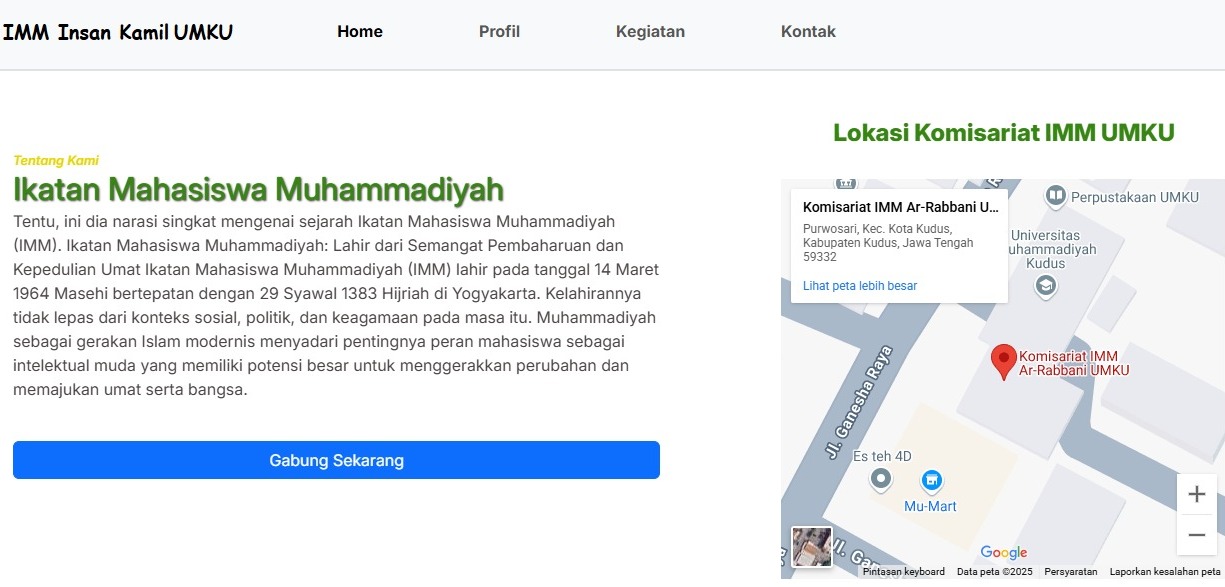 IMM Insan Kamil UMKU
Home
Profil
Kegiatan
Kontak
Tentang Kami
Ikatan Mahasiswa Muhammadiyah
Tentu, ini dia narasi singkat mengenai sejarah Ikatan Mahasiswa Muhammadiyah
(IMM). Ikatan Mahasiswa Muhammadiyah: Lahir dari Semangat Pembaharuan dan
Kepedulian Umat Ikatan Mahasiswa Muhammadiyah (IMM) lahir pada tanggal 14 Maret
1964 Masehi bertepatan dengan 29 Syawal 1383 Hijriah di Yogyakarta. Kelahirannya
tidak lepas dari konteks sosial, politik, dan keagamaan pada masa itu. Muhammadiyah
sebagai gerakan Islam modernis menyadari pentingnya peran mahasiswa sebagai
intelektual muda yang memiliki potensi besar untuk menggerakkan perubahan dan
memajukan umat serta bangsa.
Gabung Sekarang
Lokasi Komisariat IMM UMKU
Komisariat IMM Ar-Rabbani U...
Purwosari, Kec. Kota Kudus,
Kabupaten Kudus, Jawa Tengah
59332
Lihat peta lebih besar
Perpustakaan UMKU
Universitas
uhammadiyah
Kudus
Komisariat IMM
Ar-Rabbani UMKU
Jl. Ganesha Raya
Es teh 4D
Mu-Mart
Jl. Gan
Google
Pintasan keyboard
Data peta ©2025
Persyaratan
Laporkan kesalahan peta